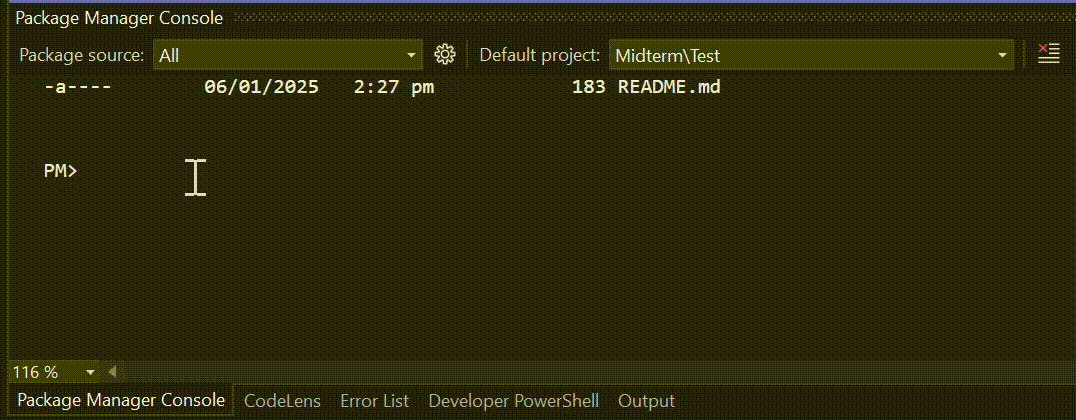 Package Manager Console
Package source: All Default project: Midterm\Test
-a---- 06/01/2025 2:27 pm 183 README.md
PM>
116 %
Package Manager Console CodeLens Error List Developer PowerShell Output